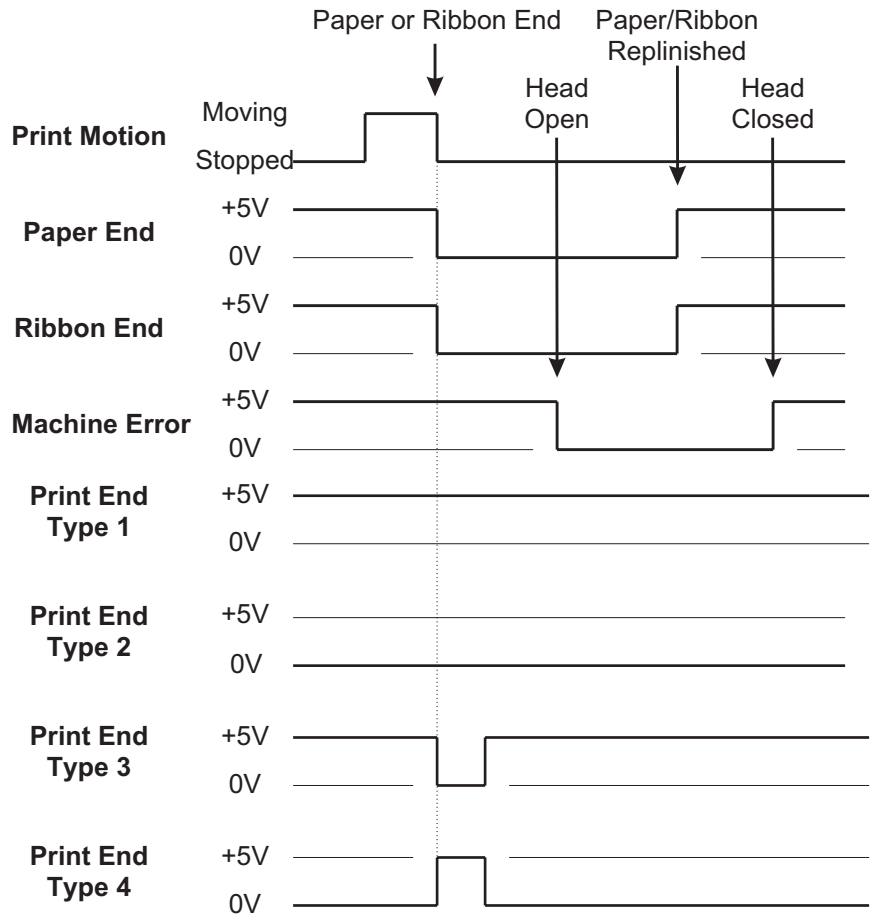 Paper or Ribbon End
Paper/Ribbon
Replinished
Head
Open
Head
Closed
Print Motion
Moving
Stopped
Paper End
+5V
0V
Ribbon End
+5V
0V
Machine Error
+5V
0V
Print End
Type 1
+5V
0V
Print End
Type 2
+5V
0V
Print End
Type 3
+5V
0V
Print End
Type 4
+5V
0V